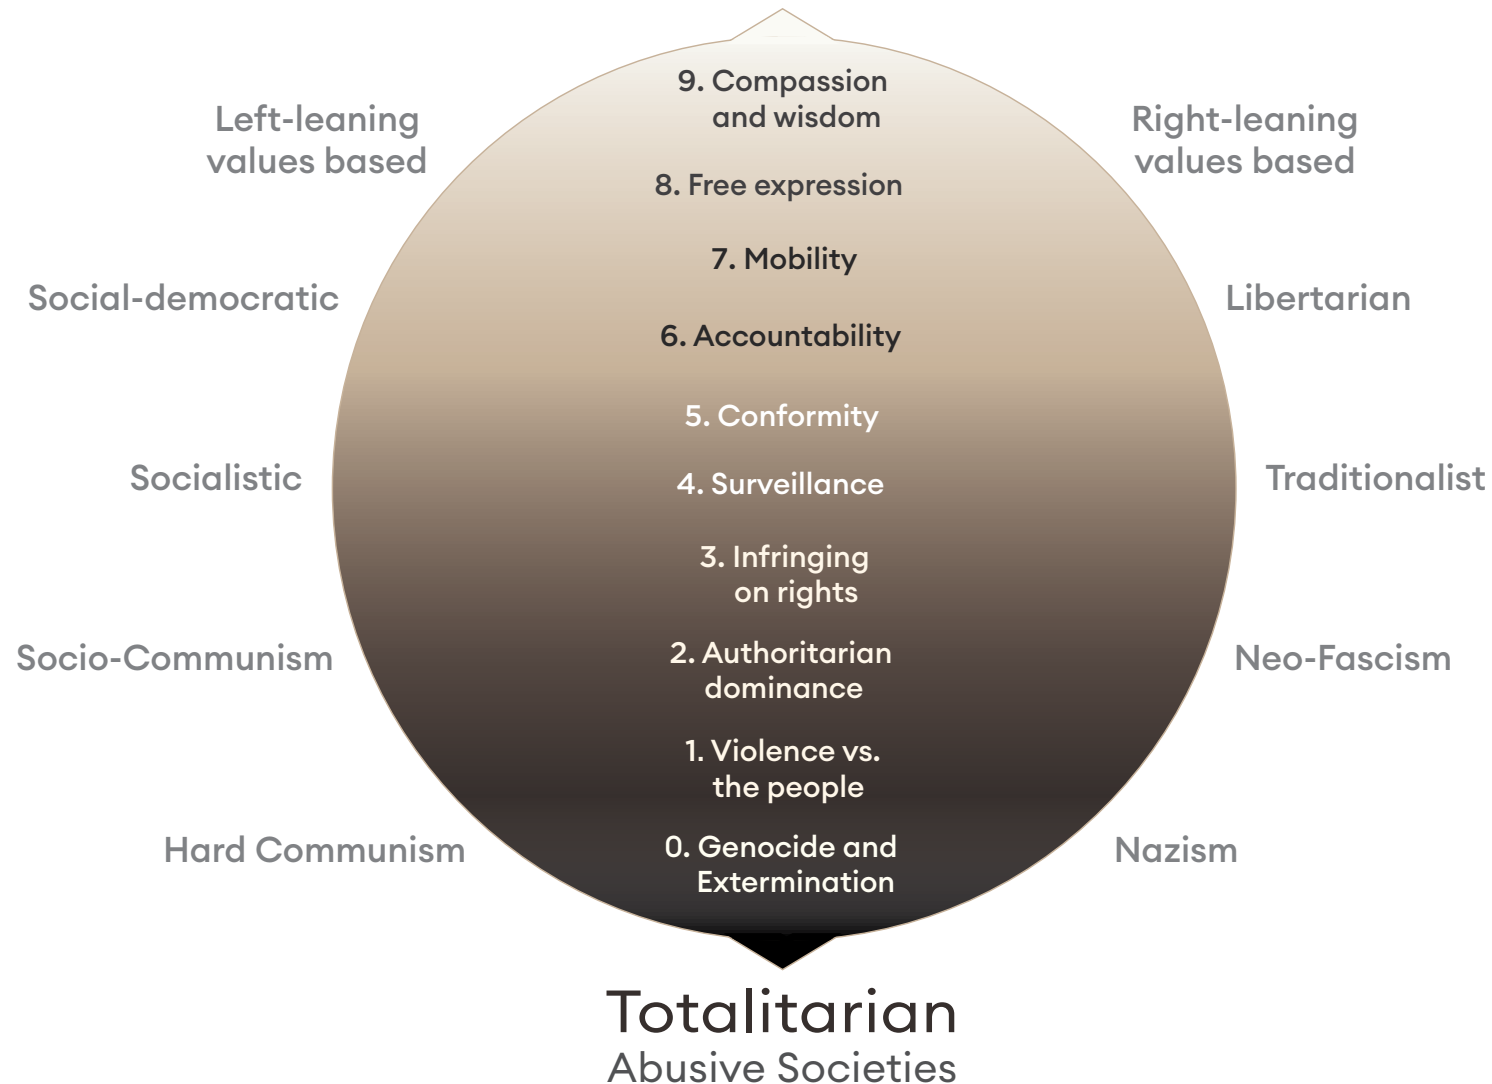 9. Compassion
and wisdom
Left-leaning
values based
Right-leaning
values based
8. Free expression
7. Mobility
Social-democratic
Libertarian
6. Accountability
5. Conformity
Socialistic
4. Surveillance
Traditionalist
3. Infringing
on rights
Socio-Communism
2. Authoritarian
dominance
Neo-Fascism
1. Violence vs.
the people
Hard Communism
0. Genocide and
Extermination
Nazism
Totalitarian
Abusive Societies